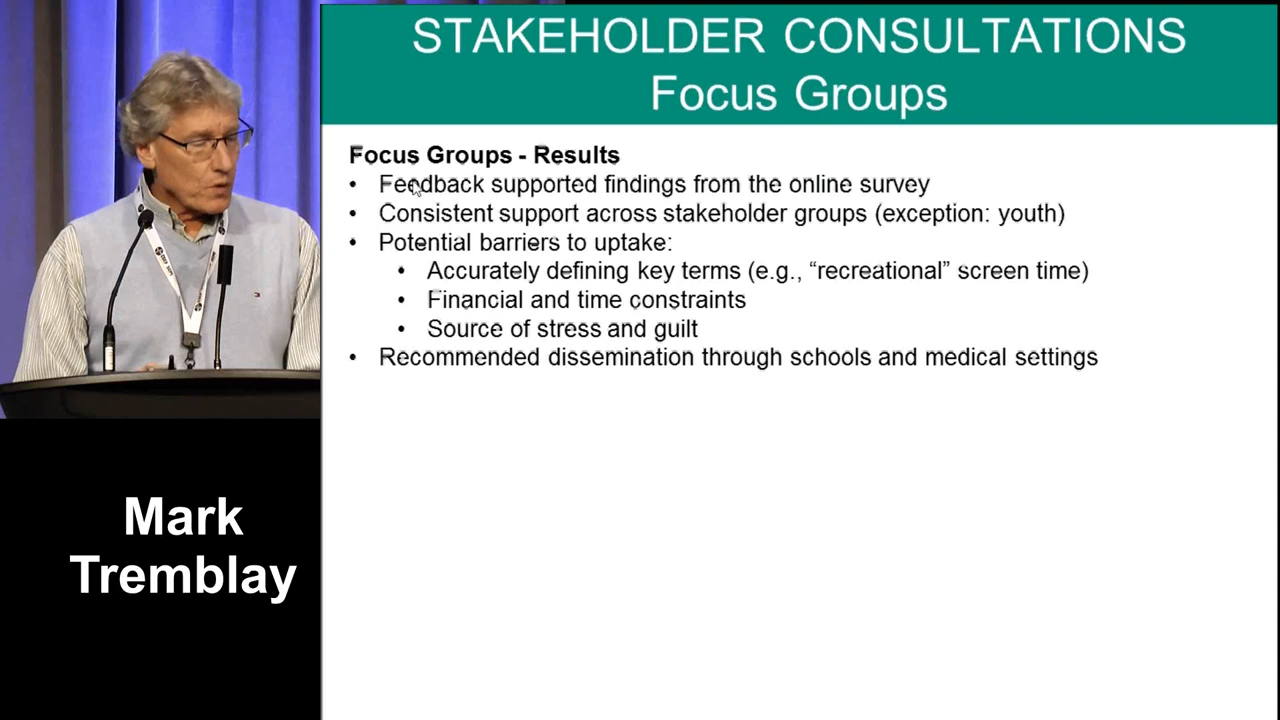 STAKEHOLDER CONSULTATIONS
Focus Groups
Focus Groups - Results
• Feedback supported findings from the online survey
• Consistent support across stakeholder groups (exception: youth)
• Potential barriers to uptake:
• Accurately defining key terms (e.g., “recreational” screen time)
• Financial and time constraints
• Source of stress and guilt
• Recommended dissemination through schools and medical settings
Mark
Tremblay